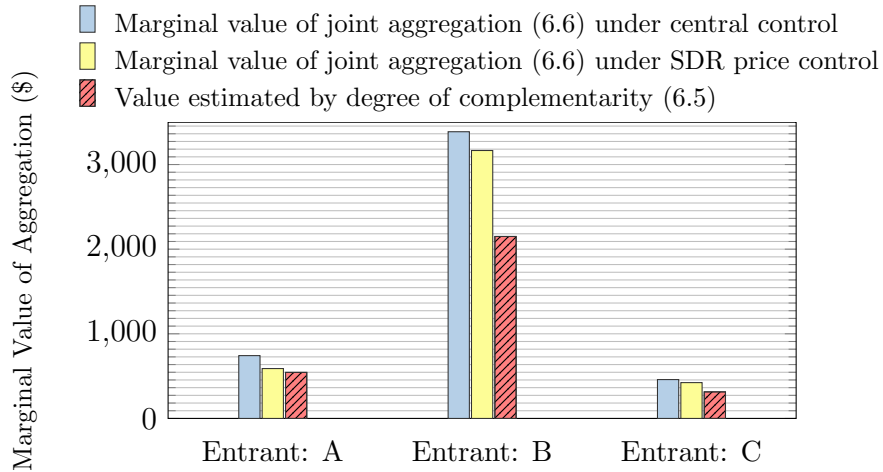 Marginal value of joint aggregation (6.6) under central control
Marginal value of joint aggregation (6.6) under SDR price control
Value estimated by degree of complementarity (6.5)
Marginal Value of Aggregation ($)
3,000
2,000
1,000
0
Entrant: A
Entrant: B
Entrant: C